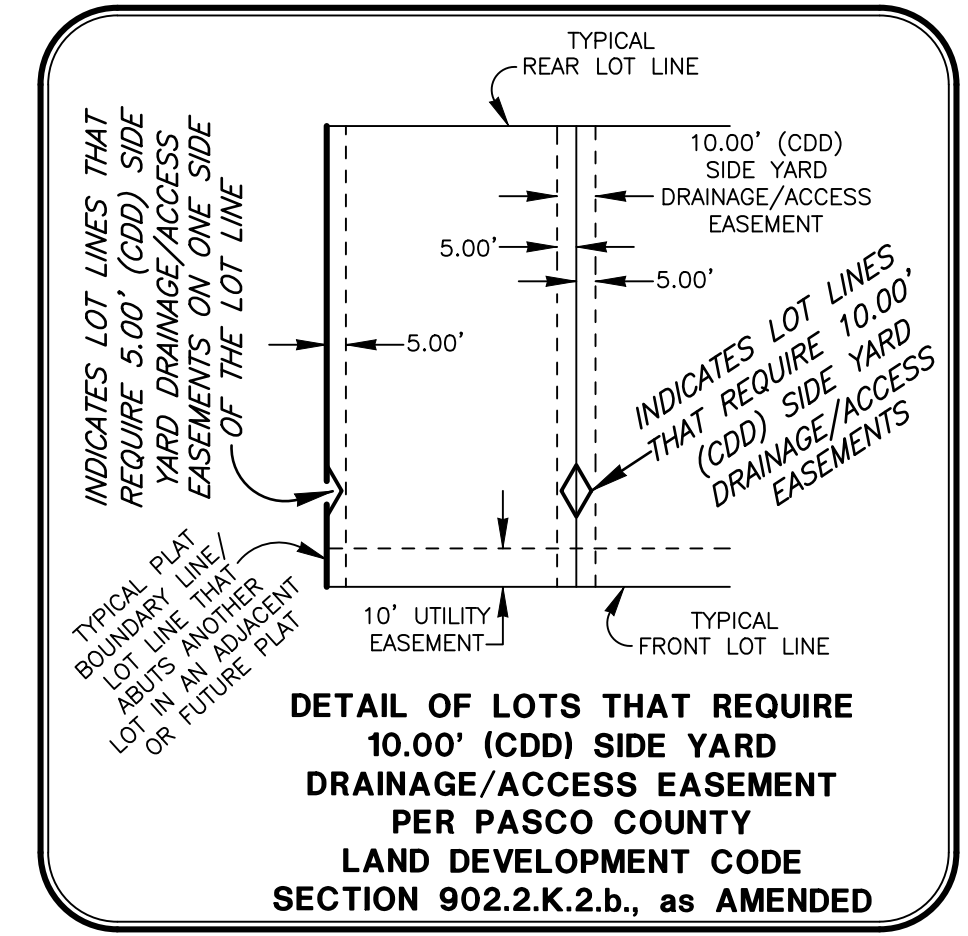 TYPICAL
REAR LOT LINE
INDICATES LOT LINES THAT
REQUIRE 5.00' (CDD) SIDE
YARD DRAINAGE/ACCESS
EASEMENTS ON ONE SIDE
OF THE LOT LINE
10.00' (CDD)
SIDE YARD
DRAINAGE/ACCESS
EASEMENT
5.00'
5.00'
5.00'
INDICATES LOT LINES
THAT REQUIRE 10.00'
(CDD) SIDE YARD
DRAINAGE/ACCESS
EASEMENTS
TYPICAL PLAT
BOUNDARY LINE/
LOT LINE THAT
ABUTS ANOTHER
LOT IN AN ADJACENT
OR FUTURE PLAT
10' UTILITY
EASEMENT
TYPICAL
FRONT LOT LINE
DETAIL OF LOTS THAT REQUIRE
10.00' (CDD) SIDE YARD
DRAINAGE/ACCESS EASEMENT
PER PASCO COUNTY
LAND DEVELOPMENT CODE
SECTION 902.2.K.2.b., as AMENDED